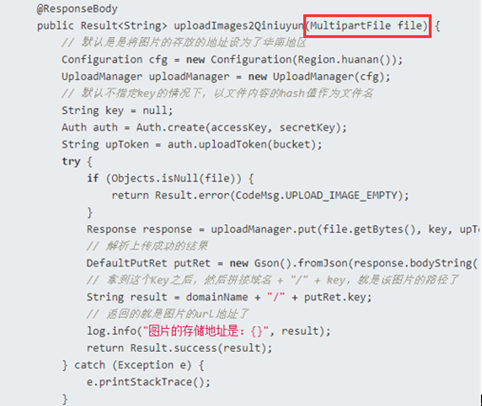 @ResponseBody
public Result<String> uploadImages2Qiniuyun(MultipartFile file) {
// 默认是是将图片的存放的地址设为了华南地区
Configuration cfg = new Configuration(Region.huanan());
UploadManager uploadManager = new UploadManager(cfg);
// 默认不指定key的情况下，以文件内容的hash值作为文件名
String key = null;
Auth auth = Auth.create(accessKey, secretKey);
String upToken = auth.uploadToken(bucket);
try {
if (Objects.isNull(file)) {
return Result.error(CodeMsg.UPLOAD_IMAGE_EMPTY);
}
Response response = uploadManager.put(file.getBytes(), key, upTo
// 解析上传成功的结果
DefaultPutRet putRet = new Gson().fromJson(response.bodyString(
// 拿到这个Key之后，然后拼接域名 + "/" + key，就是该图片的路径了
String result = domainName + "/" + putRet.key;
// 返回的就是图片的url地址了
log.info("图片的存储地址是：{}", result);
return Result.success(result);
} catch (Exception e) {
e.printStackTrace();
}